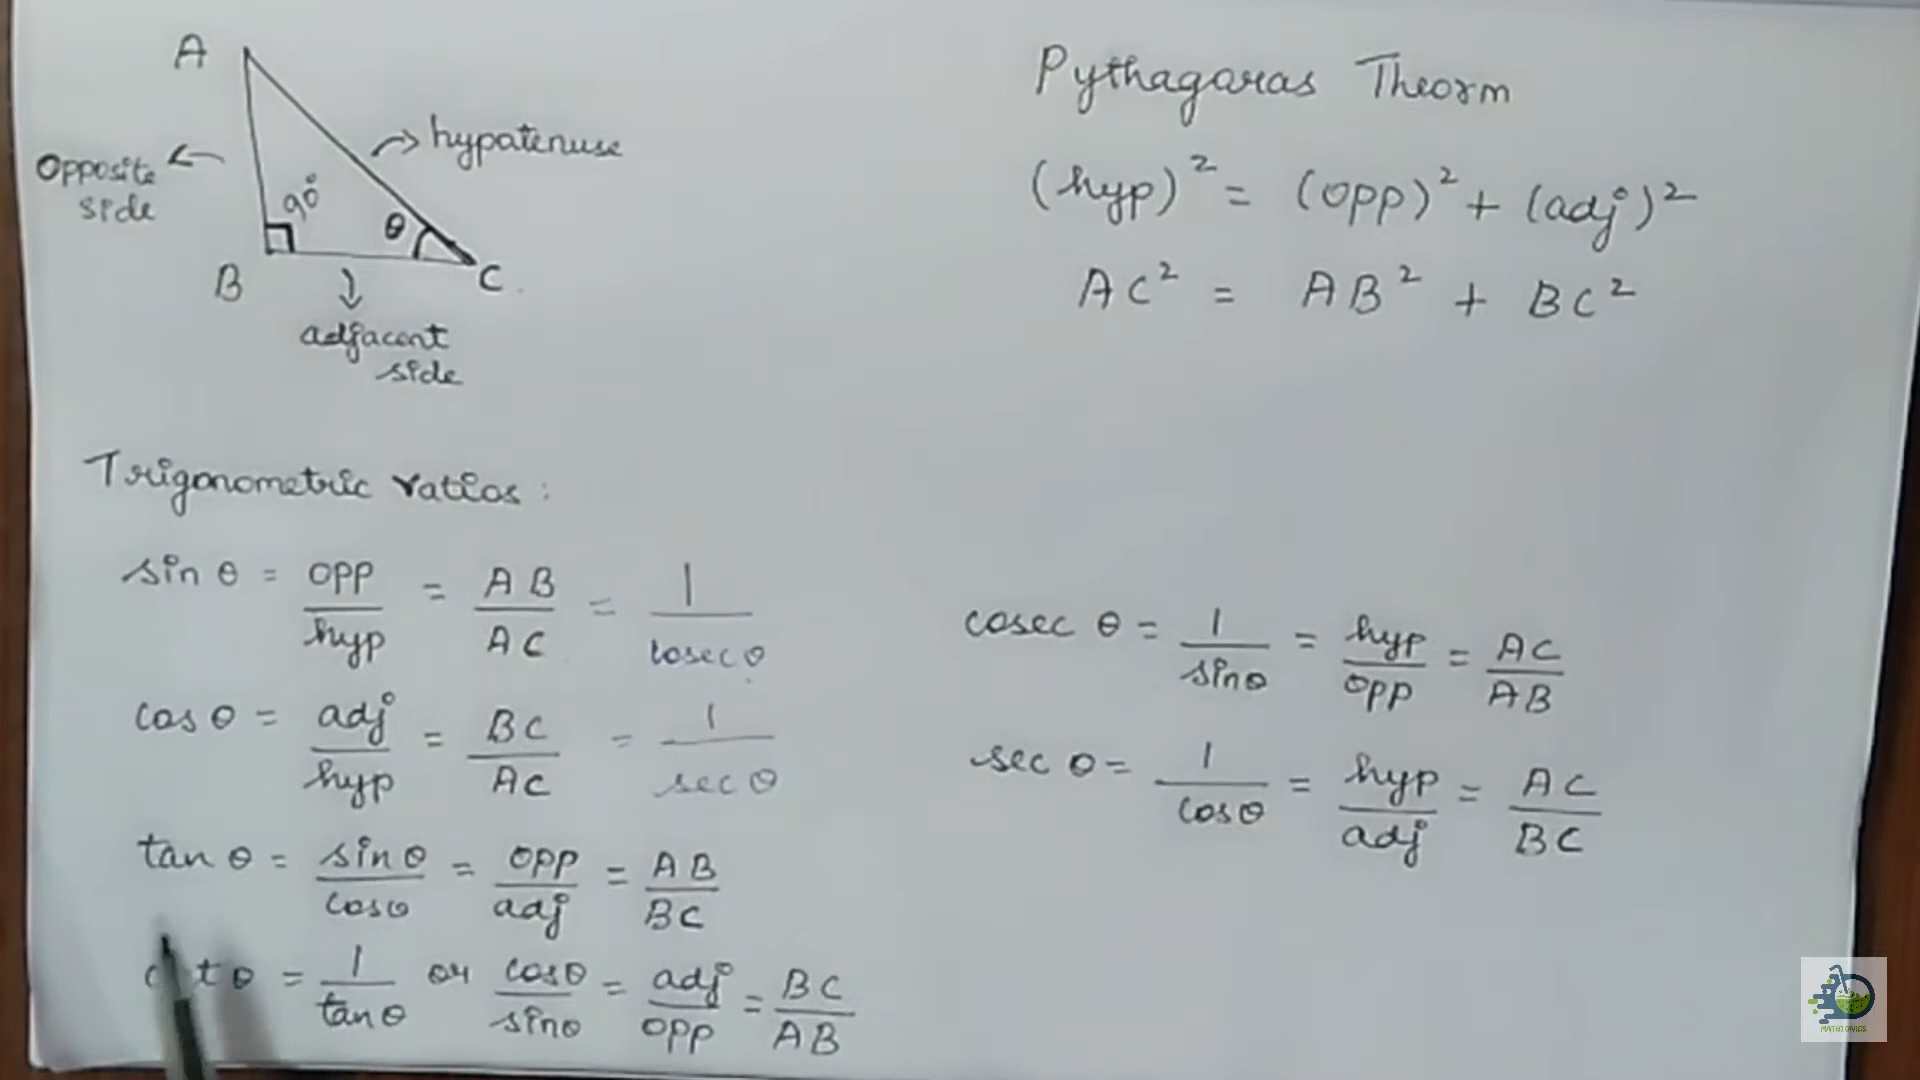 A
Opposite side
hypatenuse
90°
θ
B
C
adjacent side
Pythagoras Theorm
(hyp)² = (opp)² + (adj)²
AC² = AB² + BC²
Trigonometric ratios :
sin θ = opp/hyp = AB/AC = 1/cosec θ
cos θ = adj/hyp = BC/AC = 1/sec θ
tan θ = sin θ/cos θ = opp/adj = AB/BC
cot θ = 1/tan θ or cos θ/sin θ = adj/opp = BC/AB
cosec θ = 1/sin θ = hyp/opp = AC/AB
sec θ = 1/cos θ = hyp/adj = AC/BC